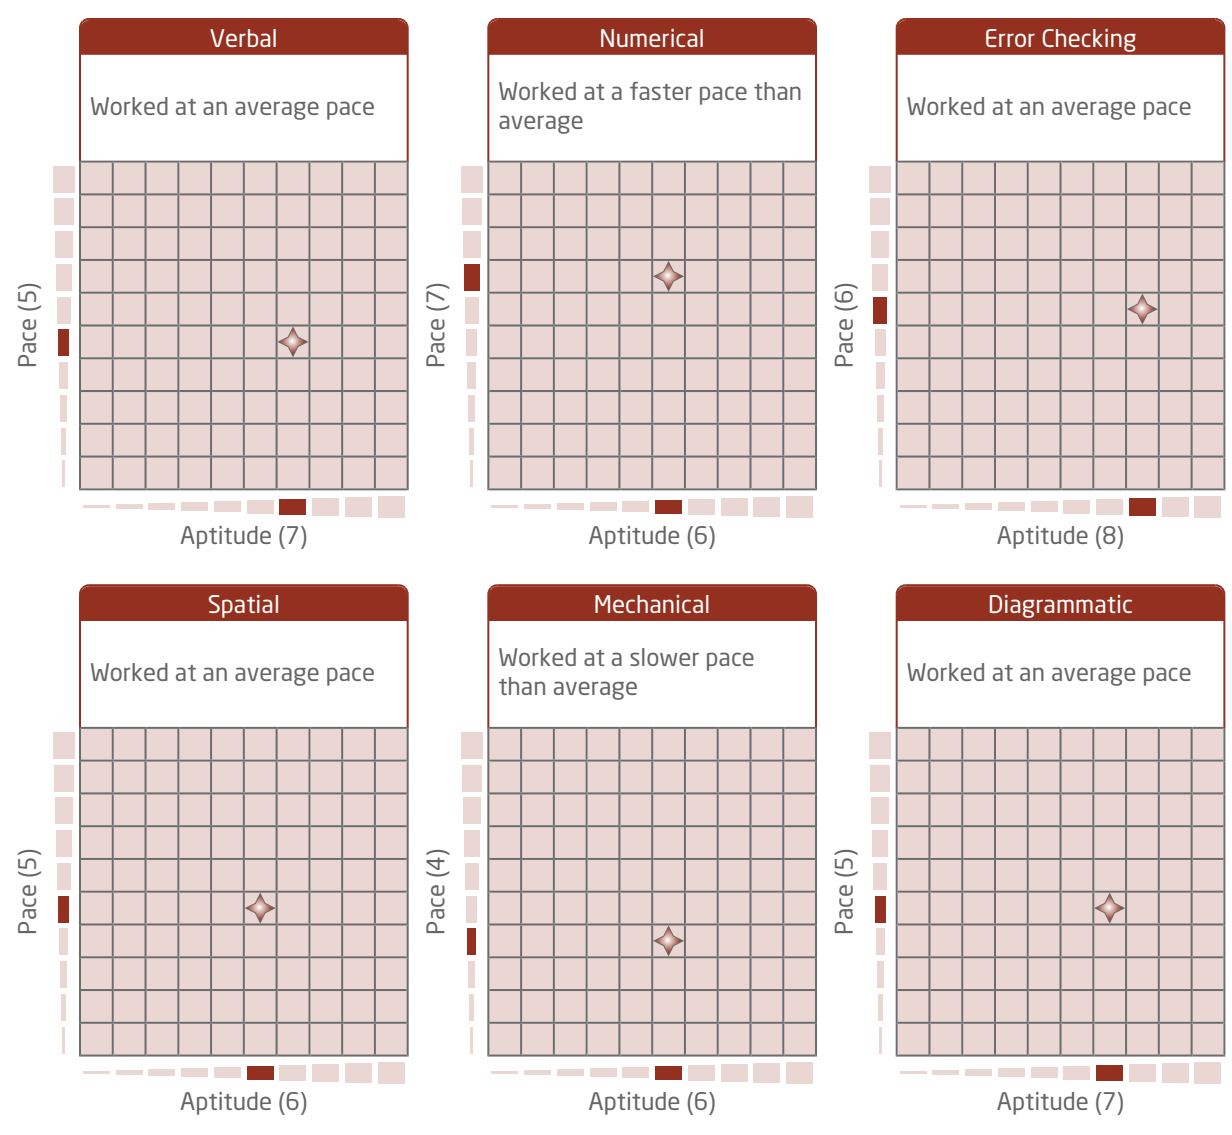 Verbal
Worked at an average pace
Pace (5)
Aptitude (7)
Numerical
Worked at a faster pace than
average
Pace (7)
Aptitude (6)
Error Checking
Worked at an average pace
Pace (6)
Aptitude (8)
Spatial
Worked at an average pace
Pace (5)
Aptitude (6)
Mechanical
Worked at a slower pace
than average
Pace (4)
Aptitude (6)
Diagrammatic
Worked at an average pace
Pace (5)
Aptitude (7)